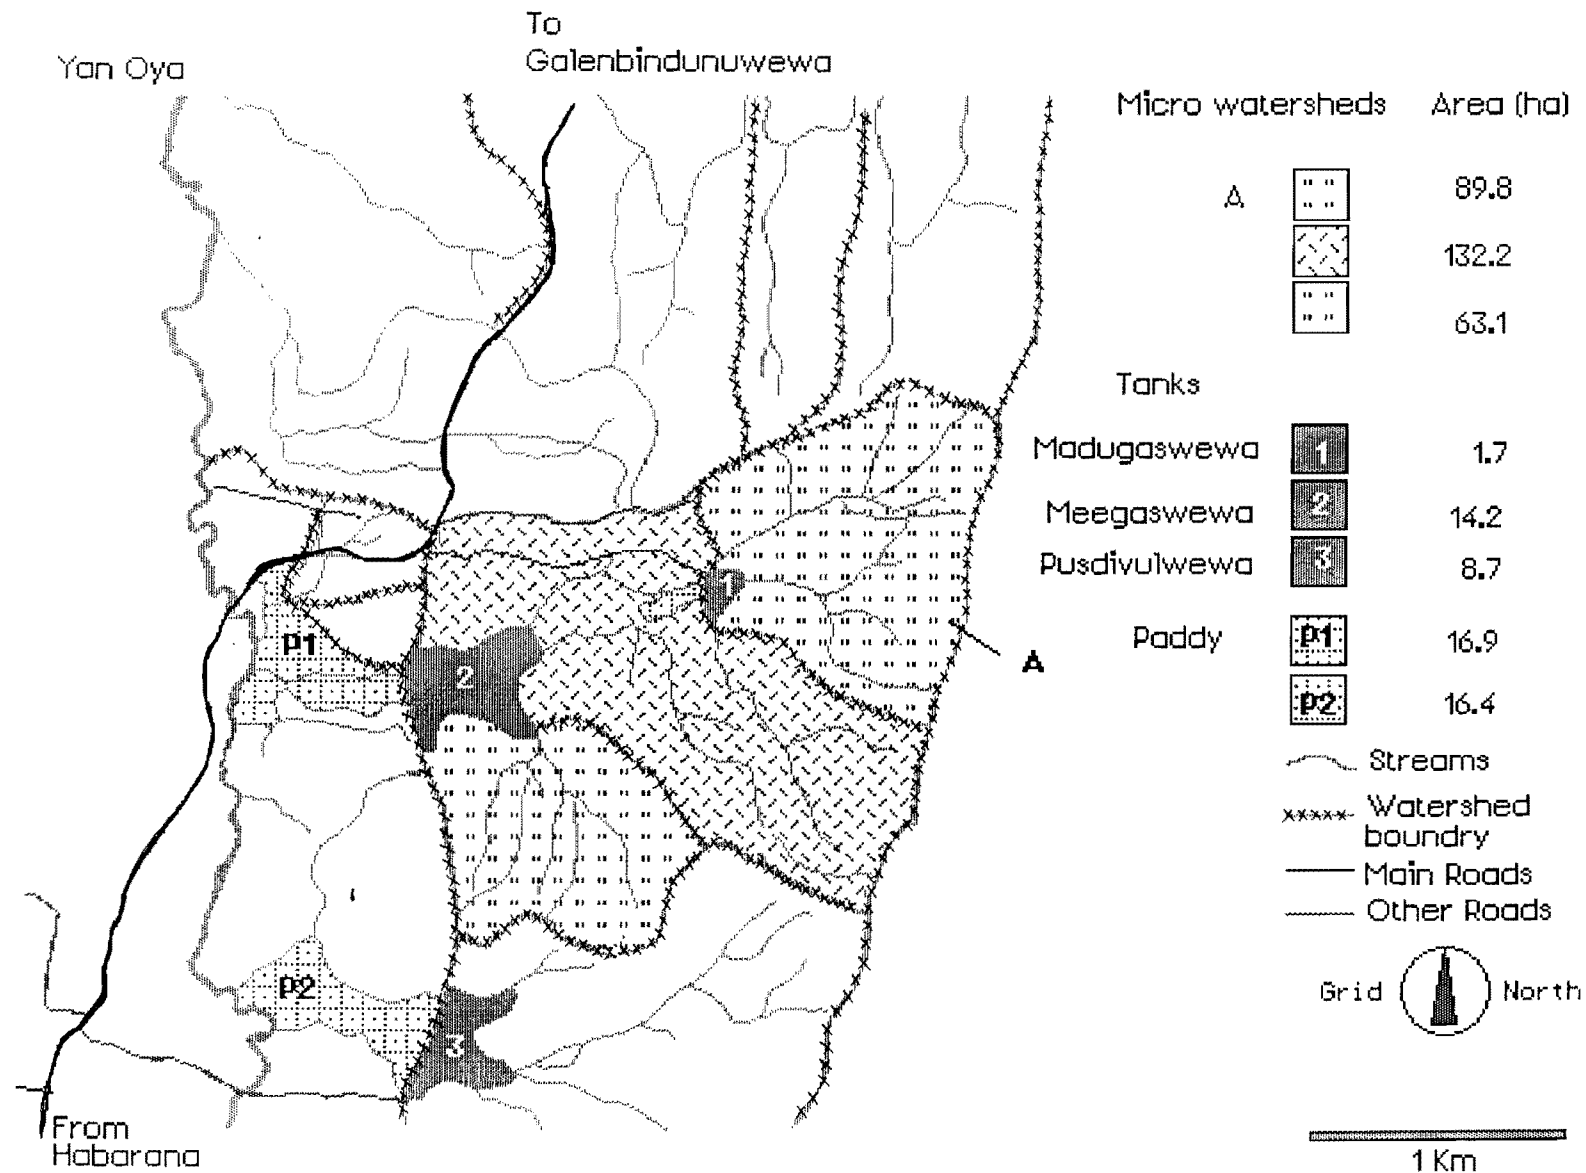 To
Galenbindunuwewa
Yan Oya
Micro watersheds Area (ha)
A 89.8
132.2
63.1
Tanks
Madugaswewa 1 1.7
Meegaswewa 2 14.2
Pusdivulwewa 3 8.7
Paddy P1 16.9
P2 16.4
Streams
Watershed
boundry
Main Roads
Other Roads
Grid North
1 Km
1
P1
2
A
P2
3
From
Habarana